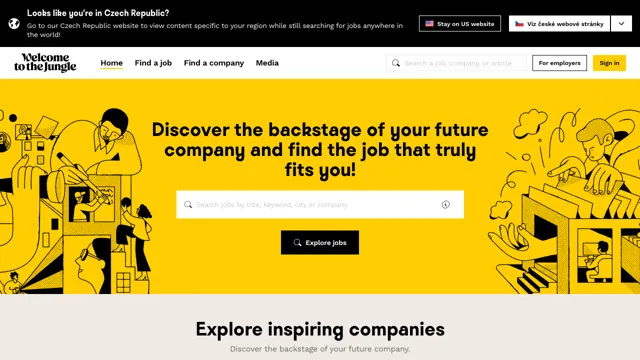 Looks like you're in Czech Republic?
Go to our Czech Republic website to view content specific to your region while still searching for jobs anywhere in the world!
Stay on US website
Viz české webové stránky
Welcome
to the Jungle
Home
Find a job
Find a company
Media
Search a job, company, or article
For employers
Sign in
Discover the backstage of your future
company and find the job that truly
fits you!
Search jobs by title, keyword, city or company
Explore jobs
Explore inspiring companies
Discover the backstage of your future company.